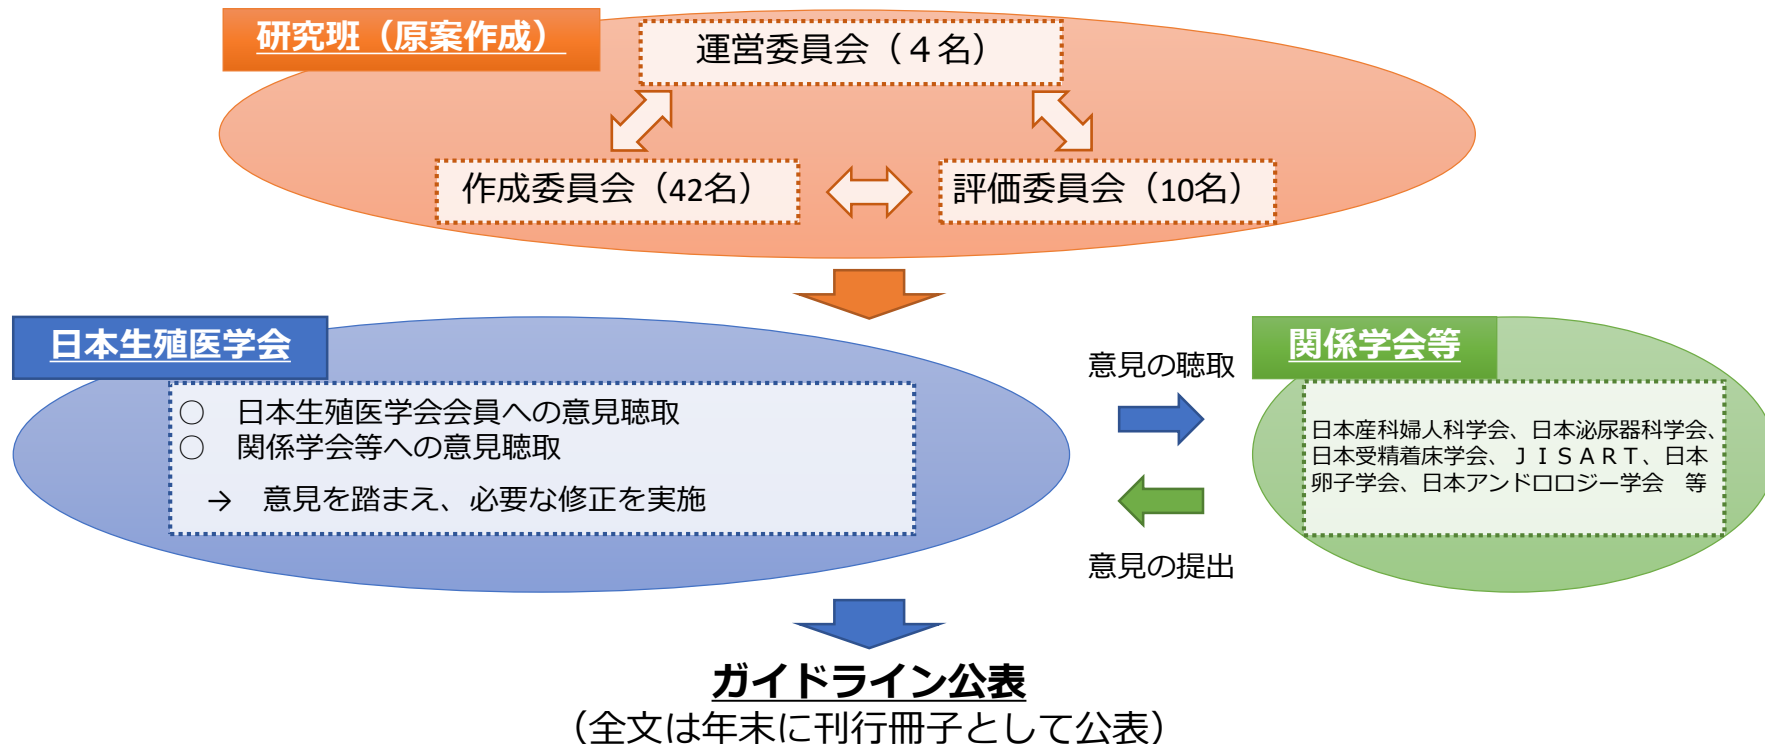 研究班（原案作成）
運営委員会（４名）
作成委員会（42名）
評価委員会（10名）
日本生殖医学会
○　日本生殖医学会会員への意見聴取
○　関係学会等への意見聴取
→　意見を踏まえ、必要な修正を実施
意見の聴取
意見の提出
関係学会等
日本産科婦人科学会、日本泌尿器科学会、
日本受精着床学会、ＪＩＳＡＲＴ、日本
卵子学会、日本アンドロロジー学会　等
ガイドライン公表
（全文は年末に刊行冊子として公表）